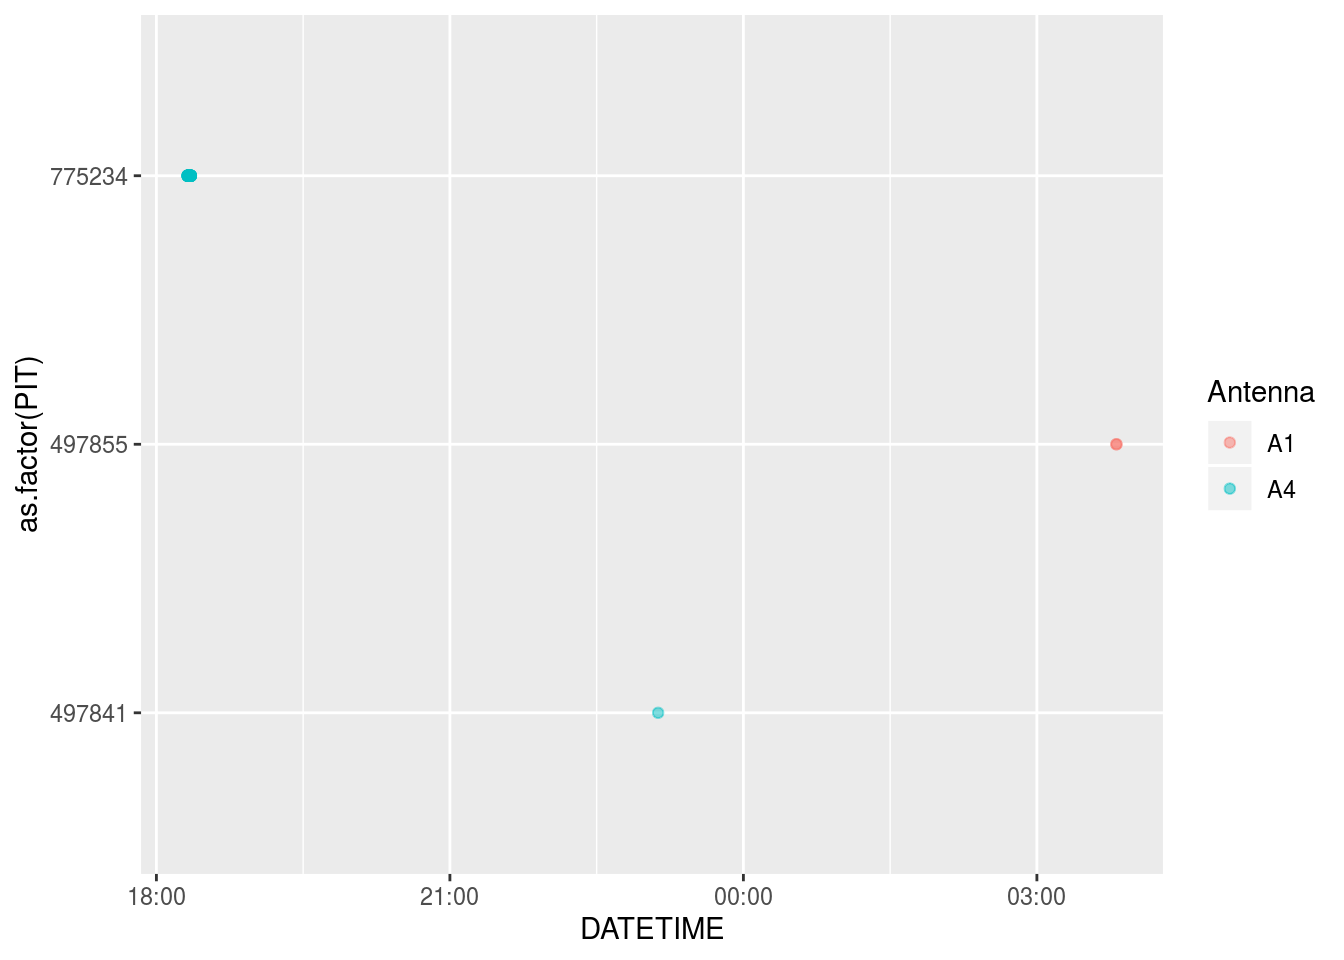 775234
497855
497841
as.factor(PIT)
18:00
21:00
00:00
03:00
DATETIME
Antenna
A1
A4